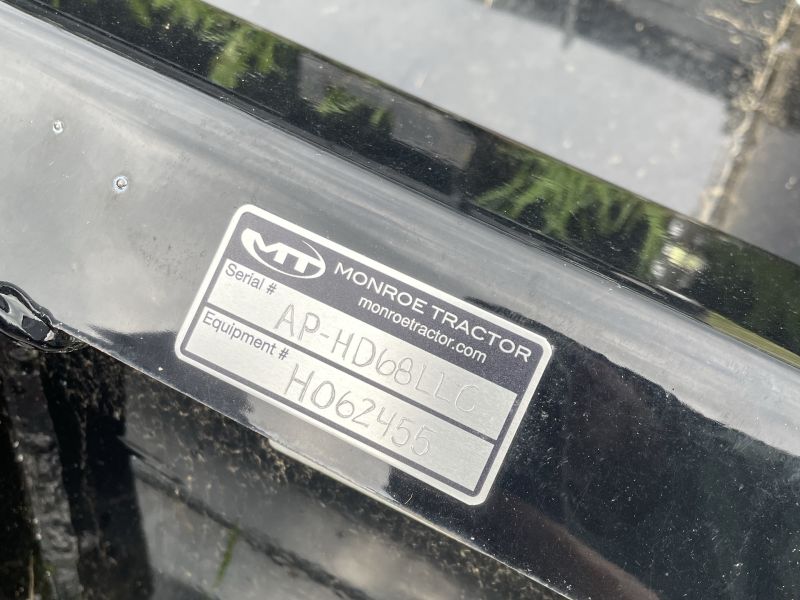 MT MONROE TRACTOR
monroetractor.com
Serial #
AP-HD68LLC
Equipment #
H062455